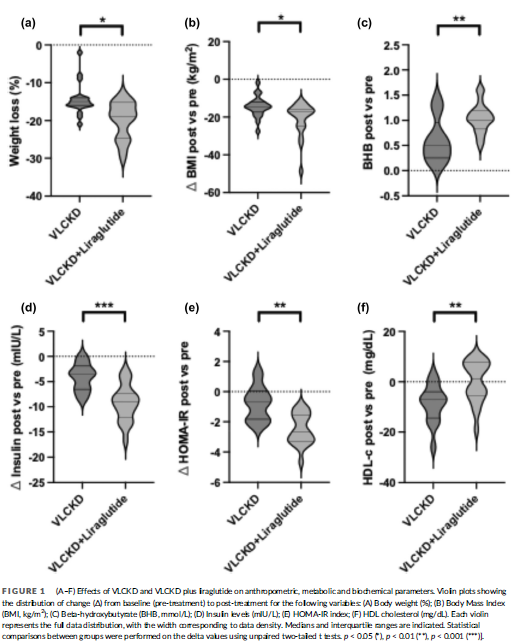 (a) (b) (c)
* * **
Weight loss (%)
0
-10
-20
-30
-40
VLCKD
VLCKD+Liraglutide
△ BMI post vs pre (kg/m²)
20
0
-20
-40
-60
VLCKD
VLCKD+Liraglutide
BHB post vs pre
2.5
2.0
1.5
1.0
0.5
0.0
-0.5
VLCKD
VLCKD+Liraglutide
(d) (e) (f)
*** ** **
△ Insulin post vs pre (mIU/L)
5
0
-5
-10
-15
-20
-25
VLCKD
VLCKD+Liraglutide
△ HOMA-IR post vs pre
4
2
0
-2
-4
-6
VLCKD
VLCKD+Liraglutide
HDL-c post vs pre (mg/dL)
20
0
-20
-40
VLCKD
VLCKD+Liraglutide
FIGURE 1 (A–F) Effects of VLCKD and VLCKD plus liraglutide on anthropometric, metabolic and biochemical parameters. Violin plots showing
the distribution of change (Δ) from baseline (pre-treatment) to post-treatment for the following variables: (A) Body weight (%); (B) Body Mass Index
(BMI, kg/m²); (C) Beta-hydroxybutyrate (BHB, mmol/L); (D) Insulin levels (mIU/L); (E) HOMA-IR index; (F) HDL cholesterol (mg/dL). Each violin
represents the full data distribution, with the width corresponding to data density. Medians and interquartile ranges are indicated. Statistical
comparisons between groups were performed on the delta values using unpaired two-tailed t tests. p < 0.05 (*), p < 0.01 (**), p < 0.001 (***)].